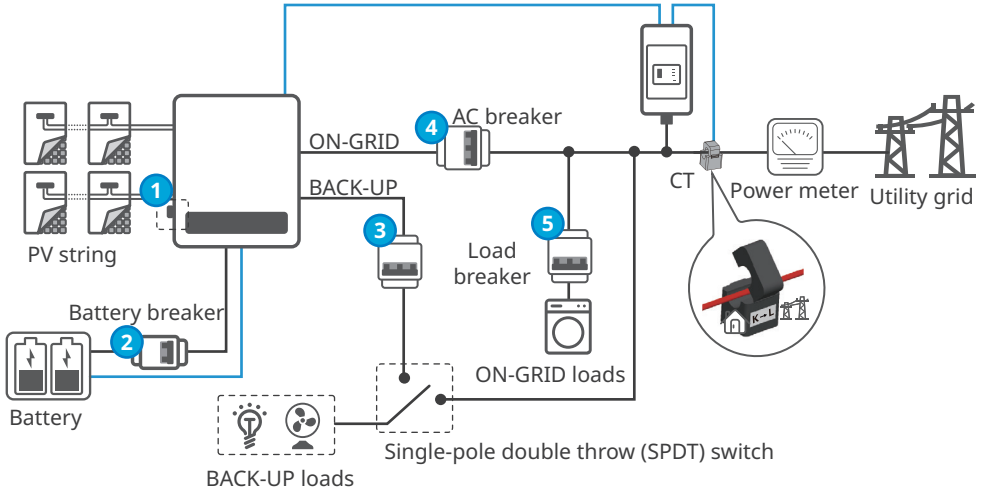 4
AC breaker
ON-GRID
CT
Power meter
Utility grid
1
BACK-UP
3
5
PV string
Load
breaker
Battery breaker
2
K→L
ON-GRID loads
Battery
Single-pole double throw (SPDT) switch
BACK-UP loads